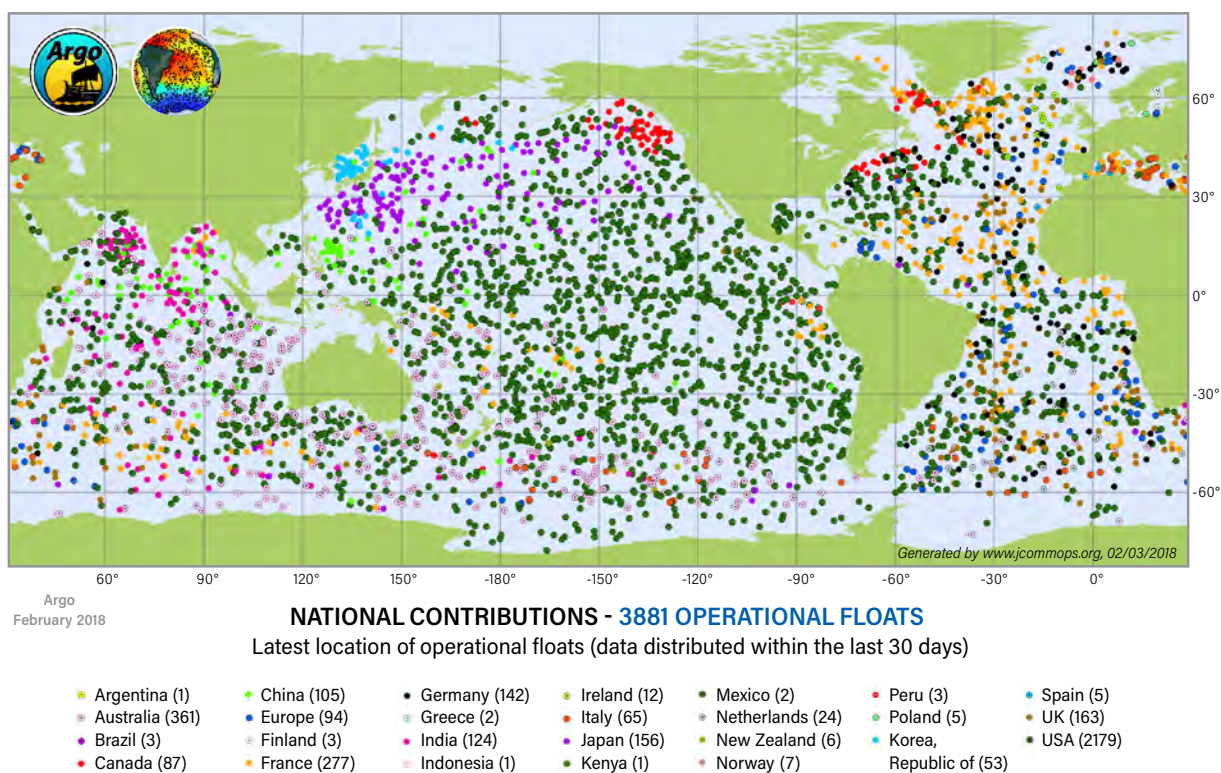 Argo
60°
30°
0°
-30°
-60°
Generated by www.jcommops.org, 02/03/2018
60° 90° 120° 150° -180° -150° -120° -90° -60° -30° 0°
Argo
February 2018
NATIONAL CONTRIBUTIONS - 3881 OPERATIONAL FLOATS
Latest location of operational floats (data distributed within the last 30 days)
Argentina (1) China (105) Germany (142) Ireland (12) Mexico (2) Peru (3) Spain (5)
Australia (361) Europe (94) Greece (2) Italy (65) Netherlands (24) Poland (5) UK (163)
Brazil (3) Finland (3) India (124) Japan (156) New Zealand (6) Korea, USA (2179)
Canada (87) France (277) Indonesia (1) Kenya (1) Norway (7) Republic of (53)